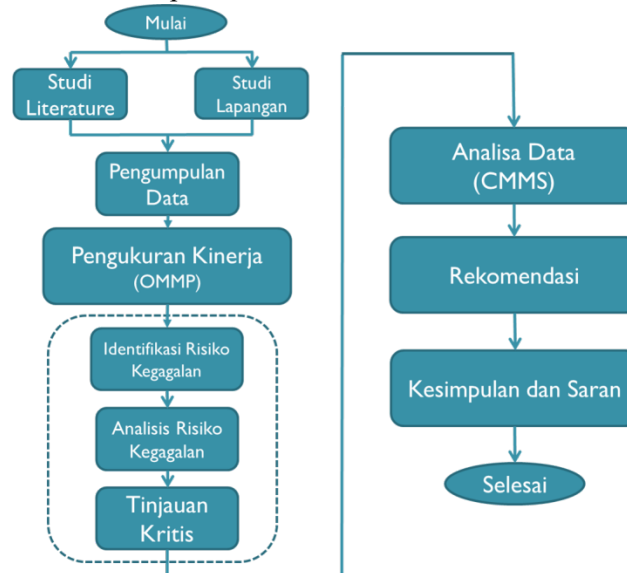 Mulai
Studi
Literature
Studi
Lapangan
Pengumpulan
Data
Pengukuran Kinerja
(OMMP)
Identifikasi Risiko
Kegagalan
Analisis Risiko
Kegagalan
Tinjauan
Kritis
Analisa Data
(CMMS)
Rekomendasi
Kesimpulan dan Saran
Selesai